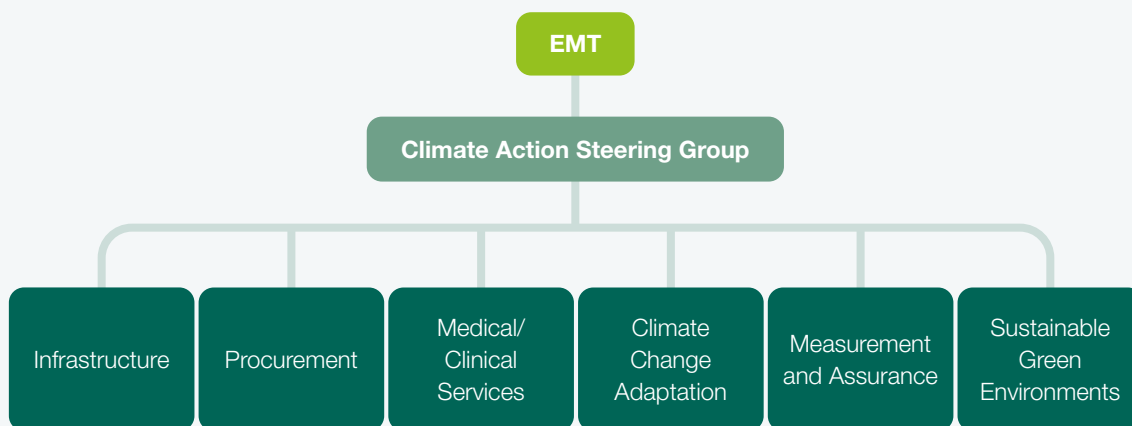 EMT
Climate Action Steering Group
Infrastructure
Procurement
Medical/
Clinical
Services
Climate
Change
Adaptation
Measurement
and Assurance
Sustainable
Green
Environments